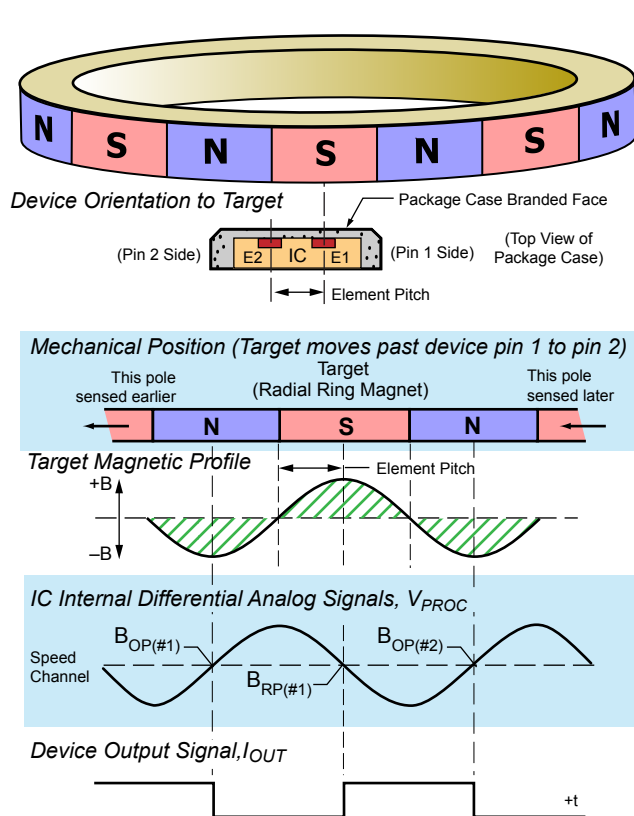 N S N S N S N
Device Orientation to Target
Package Case Branded Face
(Pin 2 Side)
E2 IC E1
(Pin 1 Side)
(Top View of
Package Case)
Element Pitch
Mechanical Position (Target moves past device pin 1 to pin 2)
This pole
sensed earlier
Target
(Radial Ring Magnet)
This pole
sensed later
N S N
Target Magnetic Profile
Element Pitch
+B
–B
IC Internal Differential Analog Signals, VPROC
BOP(#1)
BOP(#2)
Speed
Channel
BRP(#1)
Device Output Signal,IOUT
+t